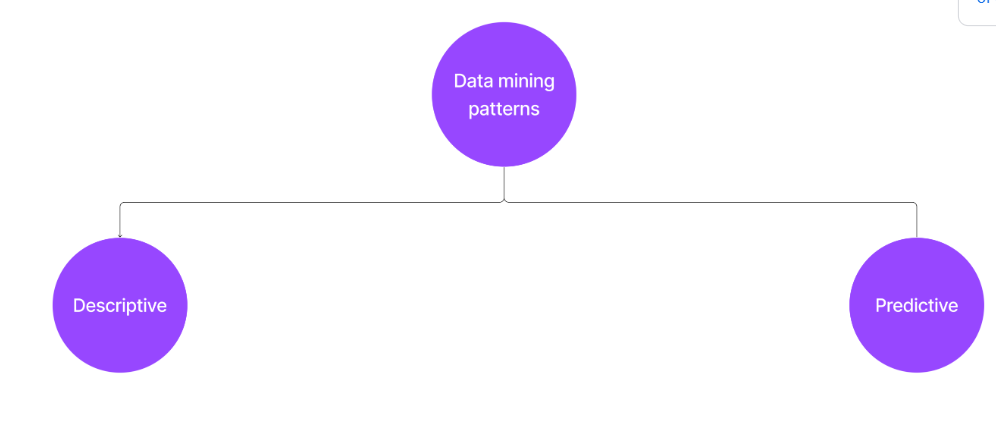 Data mining
patterns
Descriptive
Predictive